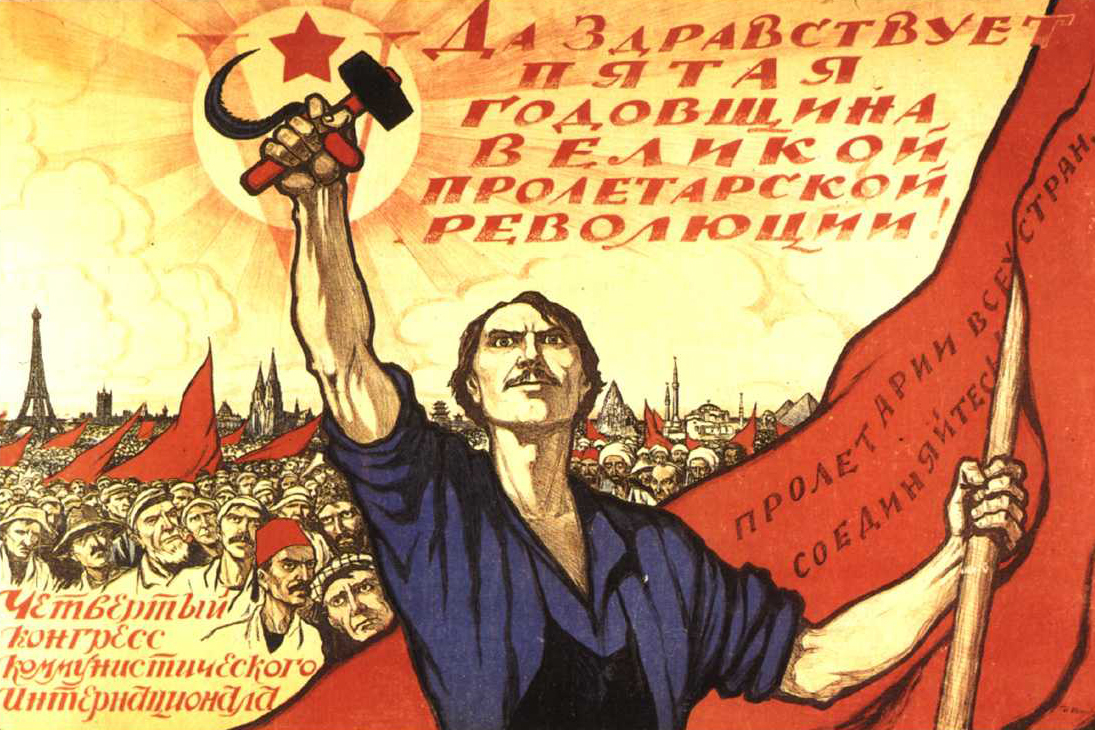 Да Здравствует
пятая
годовщина
Великой
пролетарской
революции!
Пролетарии всех стран,
соединяйтесь!
Четвертый
конгресс
коммунистического
интернационала